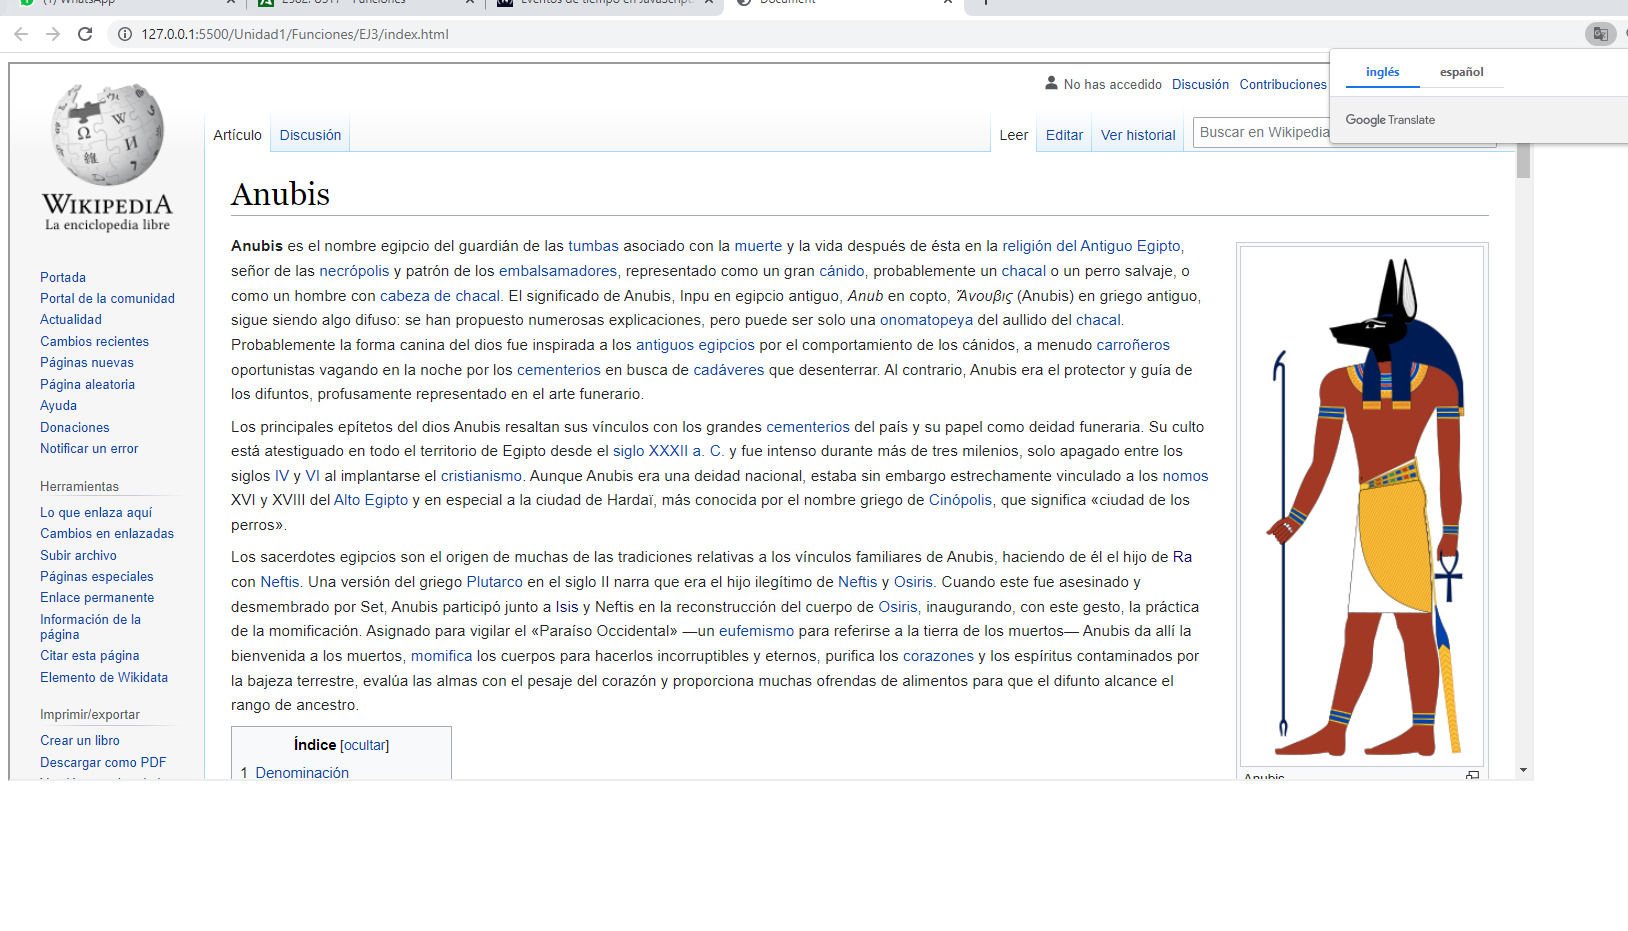 (1) WhatsApp
Funciones
Eventos de tiempo en JavaScript
Document
127.0.0.1:5500/Unidad1/Funciones/EJ3/index.html
inglés español
Google Translate
No has accedido Discusión Contribuciones
Artículo Discusión Leer Editar Ver historial Buscar en Wikipedia
WIKIPEDIA
La enciclopedia libre
Portada
Portal de la comunidad
Actualidad
Cambios recientes
Páginas nuevas
Página aleatoria
Ayuda
Donaciones
Notificar un error
Herramientas
Lo que enlaza aquí
Cambios en enlazadas
Subir archivo
Páginas especiales
Enlace permanente
Información de la
página
Citar esta página
Elemento de Wikidata
Imprimir/exportar
Crear un libro
Descargar como PDF
Anubis
Anubis es el nombre egipcio del guardián de las tumbas asociado con la muerte y la vida después de ésta en la religión del Antiguo Egipto,
señor de las necrópolis y patrón de los embalsamadores, representado como un gran cánido, probablemente un chacal o un perro salvaje, o
como un hombre con cabeza de chacal. El significado de Anubis, Inpu en egipcio antiguo, Anub en copto, Ἄνουβις (Anubis) en griego antiguo,
sigue siendo algo difuso: se han propuesto numerosas explicaciones, pero puede ser solo una onomatopeya del aullido del chacal.
Probablemente la forma canina del dios fue inspirada a los antiguos egipcios por el comportamiento de los cánidos, a menudo carroñeros
oportunistas vagando en la noche por los cementerios en busca de cadáveres que desenterrar. Al contrario, Anubis era el protector y guía de
los difuntos, profusamente representado en el arte funerario.
Los principales epítetos del dios Anubis resaltan sus vínculos con los grandes cementerios del país y su papel como deidad funeraria. Su culto
está atestiguado en todo el territorio de Egipto desde el siglo XXXII a. C. y fue intenso durante más de tres milenios, solo apagado entre los
siglos IV y VI al implantarse el cristianismo. Aunque Anubis era una deidad nacional, estaba sin embargo estrechamente vinculado a los nomos
XVI y XVIII del Alto Egipto y en especial a la ciudad de Hardaï, más conocida por el nombre griego de Cinópolis, que significa «ciudad de los
perros».
Los sacerdotes egipcios son el origen de muchas de las tradiciones relativas a los vínculos familiares de Anubis, haciendo de él el hijo de Ra
con Neftis. Una versión del griego Plutarco en el siglo II narra que era el hijo ilegítimo de Neftis y Osiris. Cuando este fue asesinado y
desmembrado por Set, Anubis participó junto a Isis y Neftis en la reconstrucción del cuerpo de Osiris, inaugurando, con este gesto, la práctica
de la momificación. Asignado para vigilar el «Paraíso Occidental» —un eufemismo para referirse a la tierra de los muertos— Anubis da allí la
bienvenida a los muertos, momifica los cuerpos para hacerlos incorruptibles y eternos, purifica los corazones y los espíritus contaminados por
la bajeza terrestre, evalúa las almas con el pesaje del corazón y proporciona muchas ofrendas de alimentos para que el difunto alcance el
rango de ancestro.
Índice [ocultar]
1 Denominación
Anubis